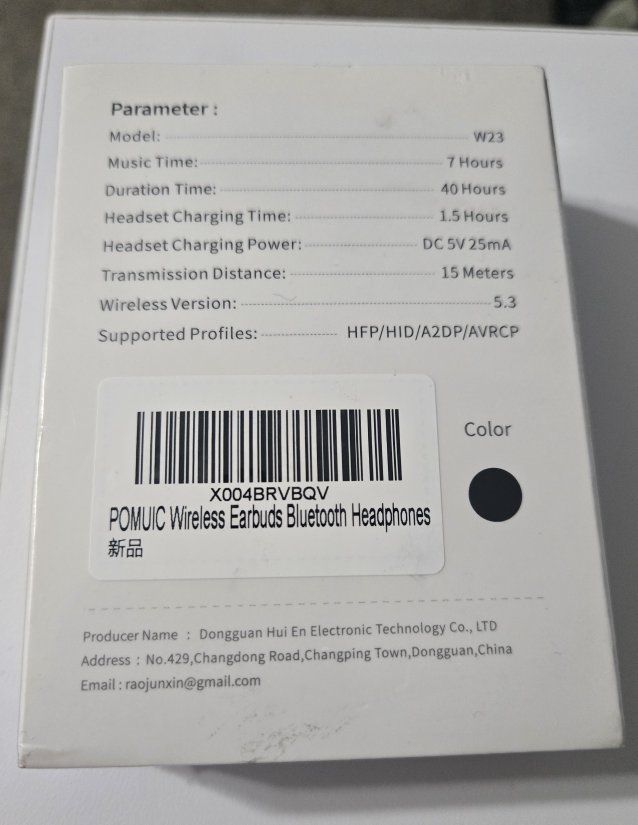 Parameter :
Model: W23
Music Time: 7 Hours
Duration Time: 40 Hours
Headset Charging Time: 1.5 Hours
Headset Charging Power: DC 5V 25mA
Transmission Distance: 15 Meters
Wireless Version: 5.3
Supported Profiles: HFP/HID/A2DP/AVRCP
X004BRVBQV
POMUIC Wireless Earbuds Bluetooth Headphones
新品
Color
Producer Name : Dongguan Hui En Electronic Technology Co., LTD
Address : No.429,Changdong Road,Changping Town,Dongguan,China
Email : raojunxin@gmail.com